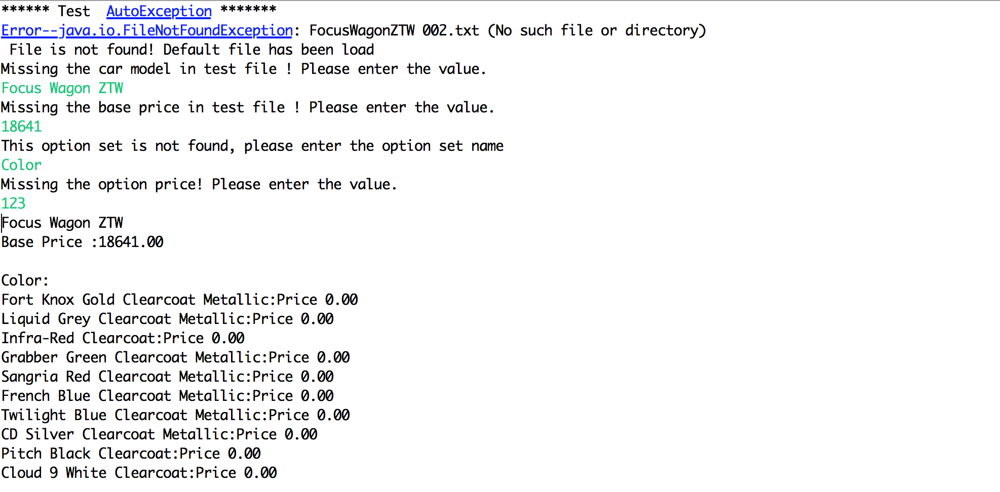 ****** Test  AutoException *******
Error--java.io.FileNotFoundException: FocusWagonZTW 002.txt (No such file or directory)
 File is not found! Default file has been load
Missing the car model in test file ! Please enter the value.
Focus Wagon ZTW
Missing the base price in test file ! Please enter the value.
18641
This option set is not found, please enter the option set name
Color
Missing the option price! Please enter the value.
123
Focus Wagon ZTW
Base Price :18641.00

Color:
Fort Knox Gold Clearcoat Metallic:Price 0.00
Liquid Grey Clearcoat Metallic:Price 0.00
Infra-Red Clearcoat:Price 0.00
Grabber Green Clearcoat Metallic:Price 0.00
Sangria Red Clearcoat Metallic:Price 0.00
French Blue Clearcoat Metallic:Price 0.00
Twilight Blue Clearcoat Metallic:Price 0.00
CD Silver Clearcoat Metallic:Price 0.00
Pitch Black Clearcoat:Price 0.00
Cloud 9 White Clearcoat:Price 0.00